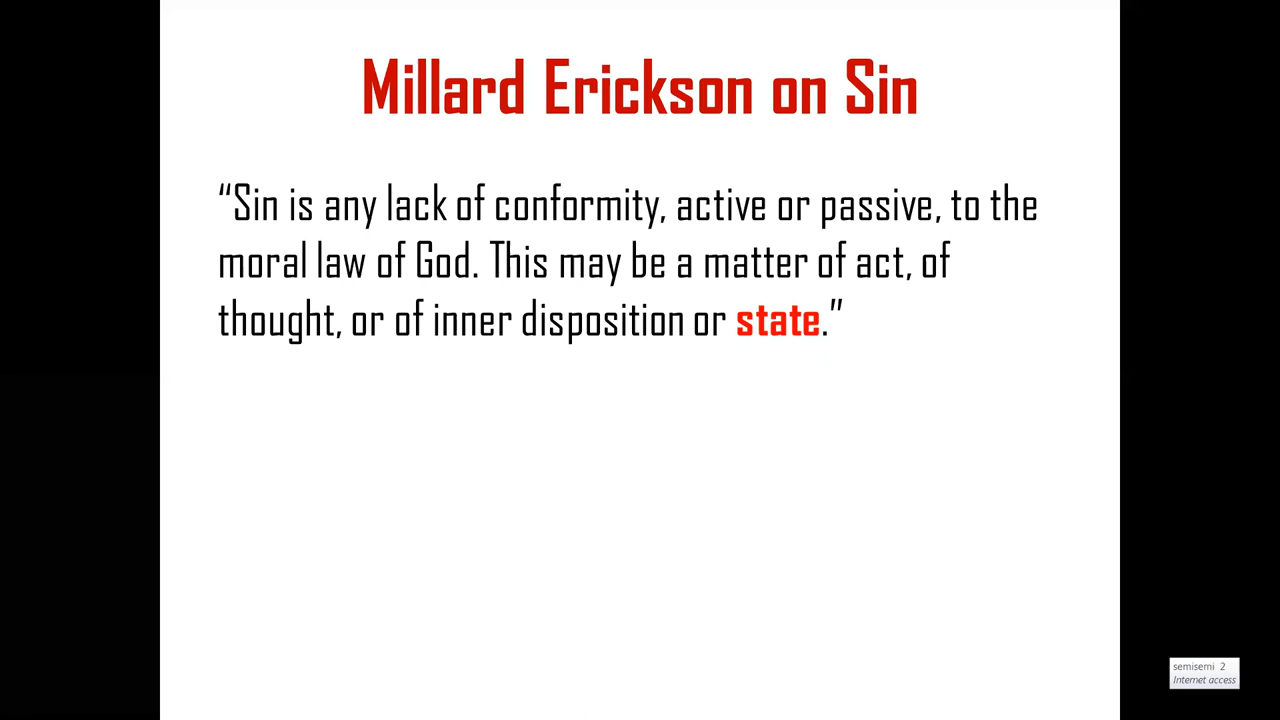 Millard Erickson on Sin
“Sin is any lack of conformity, active or passive, to the
moral law of God. This may be a matter of act, of
thought, or of inner disposition or state.”
semisemi 2
Internet access